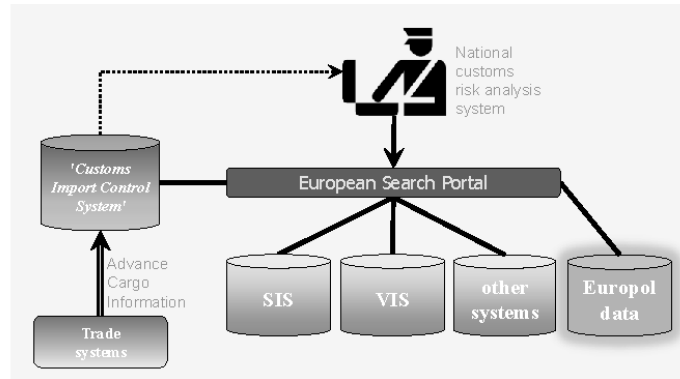 National
customs
risk analysis
system
'Customs
Import Control
System'
European Search Portal
Advance
Cargo
Information
SIS
VIS
other
systems
Europol
data
Trade
systems